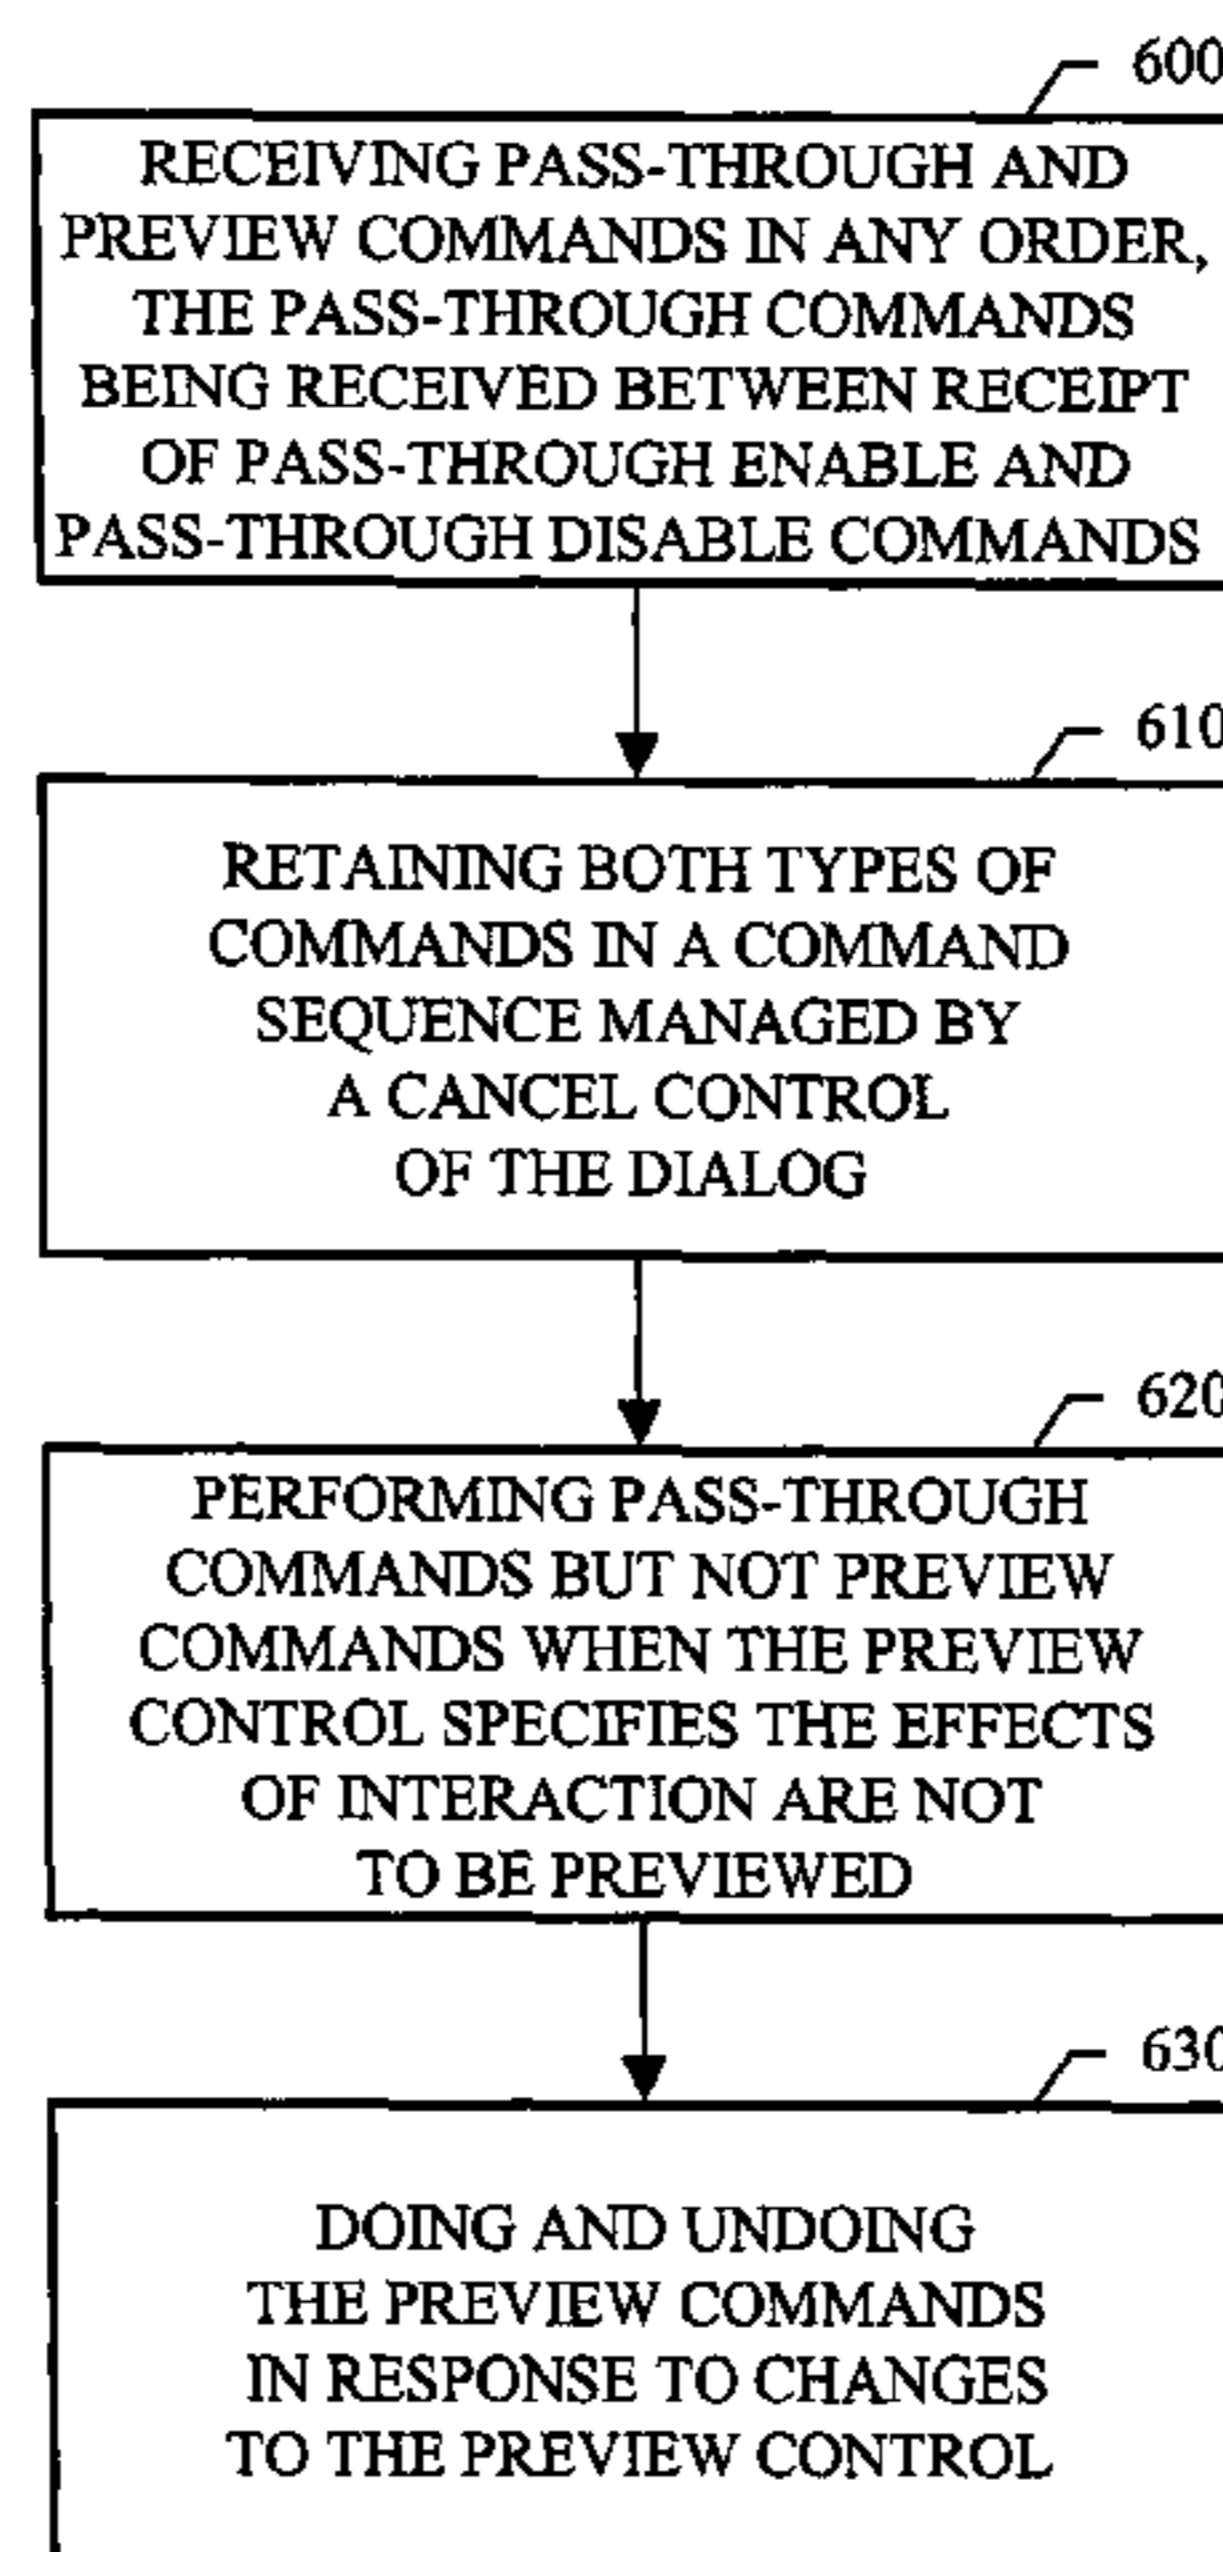 600
RECEIVING PASS-THROUGH AND
PREVIEW COMMANDS IN ANY ORDER,
THE PASS-THROUGH COMMANDS
BEING RECEIVED BETWEEN RECEIPT
OF PASS-THROUGH ENABLE AND
PASS-THROUGH DISABLE COMMANDS
610
RETAINING BOTH TYPES OF
COMMANDS IN A COMMAND
SEQUENCE MANAGED BY
A CANCEL CONTROL
OF THE DIALOG
620
PERFORMING PASS-THROUGH
COMMANDS BUT NOT PREVIEW
COMMANDS WHEN THE PREVIEW
CONTROL SPECIFIES THE EFFECTS
OF INTERACTION ARE NOT
TO BE PREVIEWED
630
DOING AND UNDOING
THE PREVIEW COMMANDS
IN RESPONSE TO CHANGES
TO THE PREVIEW CONTROL